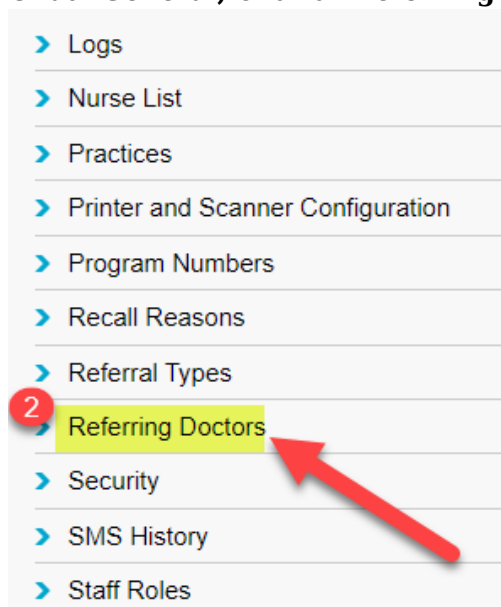 Logs
Nurse List
Practices
Printer and Scanner Configuration
Program Numbers
Recall Reasons
Referral Types
2
Referring Doctors
Security
SMS History
Staff Roles